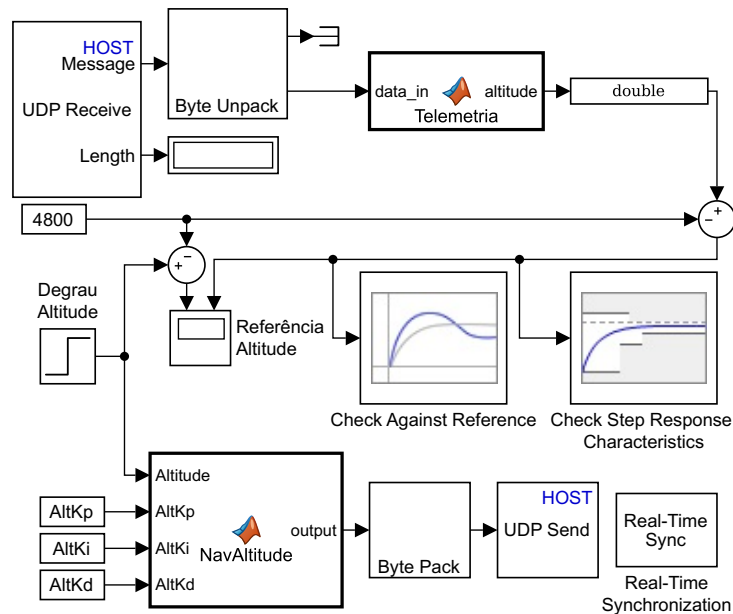 HOST
Message
UDP Receive
Length
Byte Unpack
data_in
altitude
Telemetria
double
4800
Degrau
Altitude
Referência
Altitude
Check Against Reference
Check Step Response
Characteristics
Altitude
AltKp
AltKi
AltKd
AltKp
AltKi
AltKd
output
NavAltitude
Byte Pack
HOST
UDP Send
Real-Time
Sync
Real-Time
Synchronization